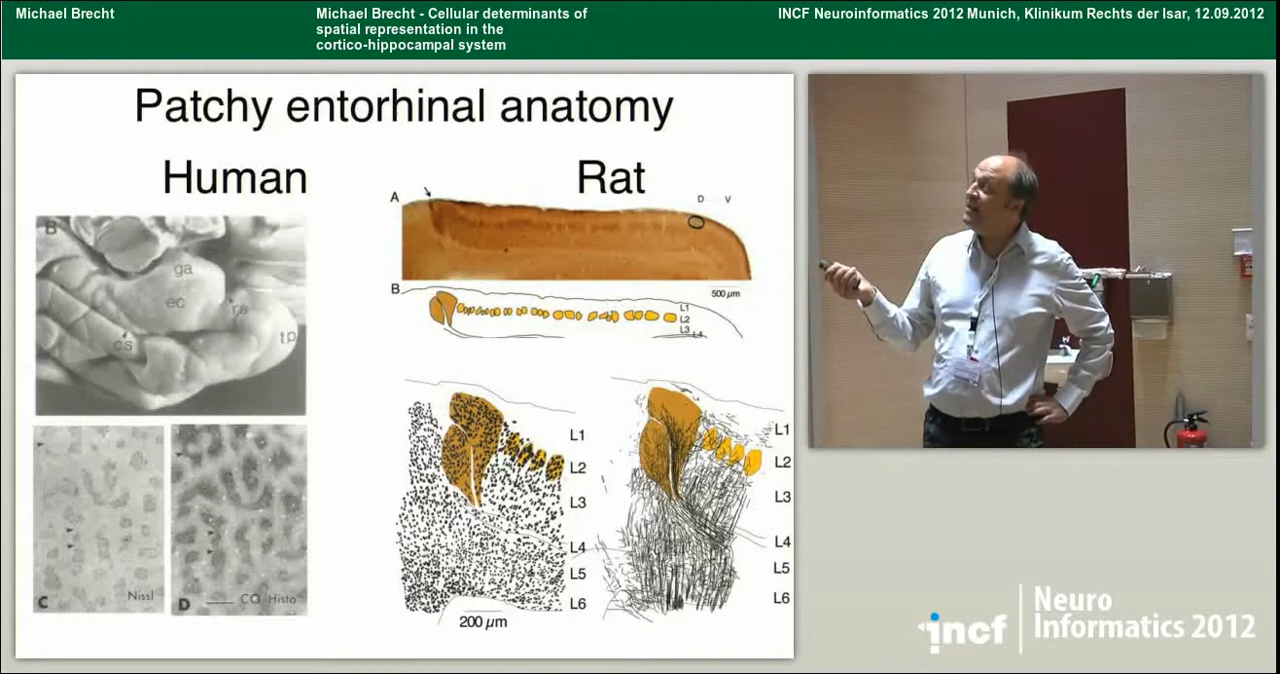 Michael Brecht
Michael Brecht - Cellular determinants of
spatial representation in the
cortico-hippocampal system
INCF Neuroinformatics 2012 Munich, Klinikum Rechts der Isar, 12.09.2012
Patchy entorhinal anatomy
Human
Rat
B
ga
ec
rs
cs
tp
C
Nissl
D
CO Histo
A
D V
500 µm
B
L1
L2
L3
L4
L1
L2
L3
L4
L5
L6
200 µm
L1
L2
L3
L4
L5
L6
incf
Neuro
Informatics 2012